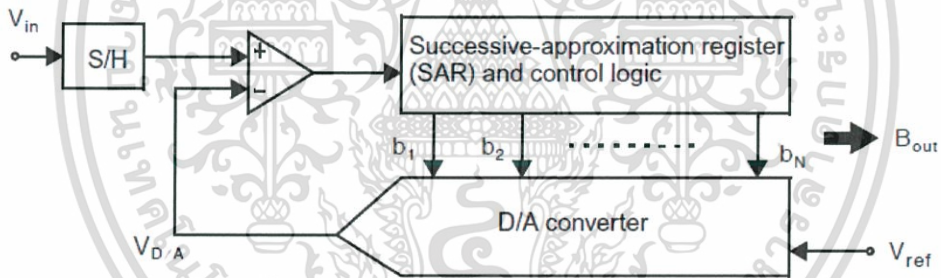 V_in
S/H
+
-
Successive-approximation register
(SAR) and control logic
b_1
b_2
b_N
B_out
D/A converter
V_D/A
V_ref